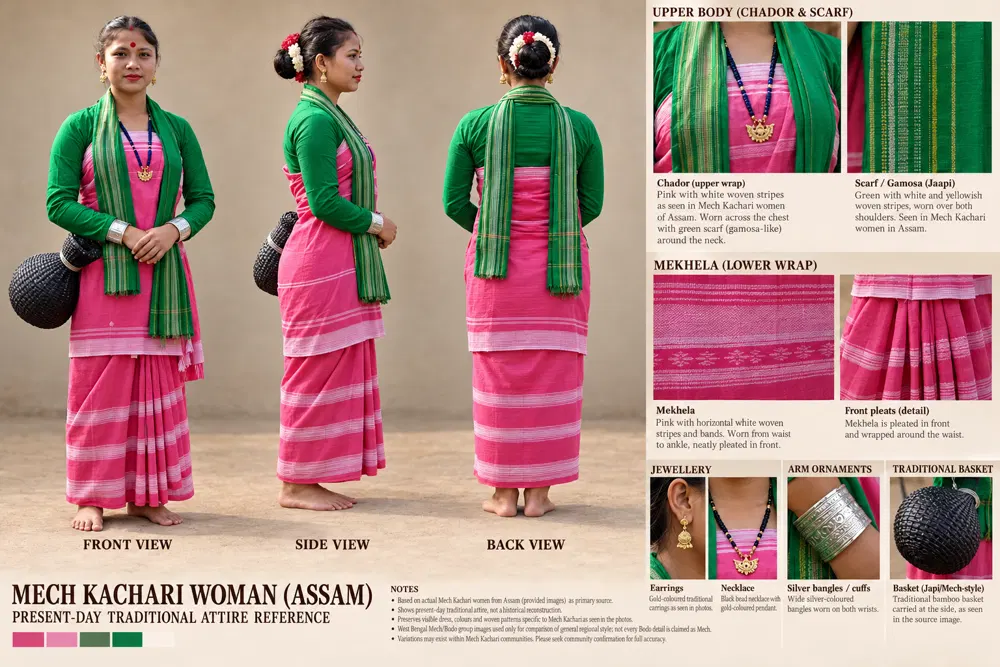 UPPER BODY (CHADOR & SCARF)
Chador (upper wrap)
Pink with white woven stripes
as seen in Mech Kachari women
of Assam. Worn across the chest
with green scarf (gamosa-like)
around the neck.
Scarf / Gamosa (Jaapi)
Green with white and yellowish
woven stripes, worn over both
shoulders. Seen in Mech Kachari
women in Assam.
MEKHELA (LOWER WRAP)
Mekhela
Pink with horizontal white woven
stripes and bands. Worn from waist
to ankle, neatly pleated in front.
Front pleats (detail)
Mekhela is pleated in front
and wrapped around the waist.
JEWELLERY
Earrings
Gold-coloured traditional
earrings as seen in photos.
Necklace
Black bead necklace with
gold-coloured pendant.
ARM ORNAMENTS
Silver bangles / cuffs
Wide silver-coloured
bangles worn on both wrists.
TRADITIONAL BASKET
Basket (Japi/Mech-style)
Traditional bamboo basket
carried at the side, as seen
in the source image.
FRONT VIEW
SIDE VIEW
BACK VIEW
MECH KACHARI WOMAN (ASSAM)
PRESENT-DAY TRADITIONAL ATTIRE REFERENCE
NOTES
• Based on actual Mech Kachari women from Assam (provided images) as primary source.
• Shows present-day traditional attire, not a historical reconstruction.
• Preserves visible dress, colours and woven patterns specific to Mech Kachari as seen in the photos.
• West Bengal Mech/Bodo group images used only for comparison of general regional style; not every Bodo detail is claimed as Mech.
• Variations may exist within Mech Kachari communities. Please seek community confirmation for full accuracy.